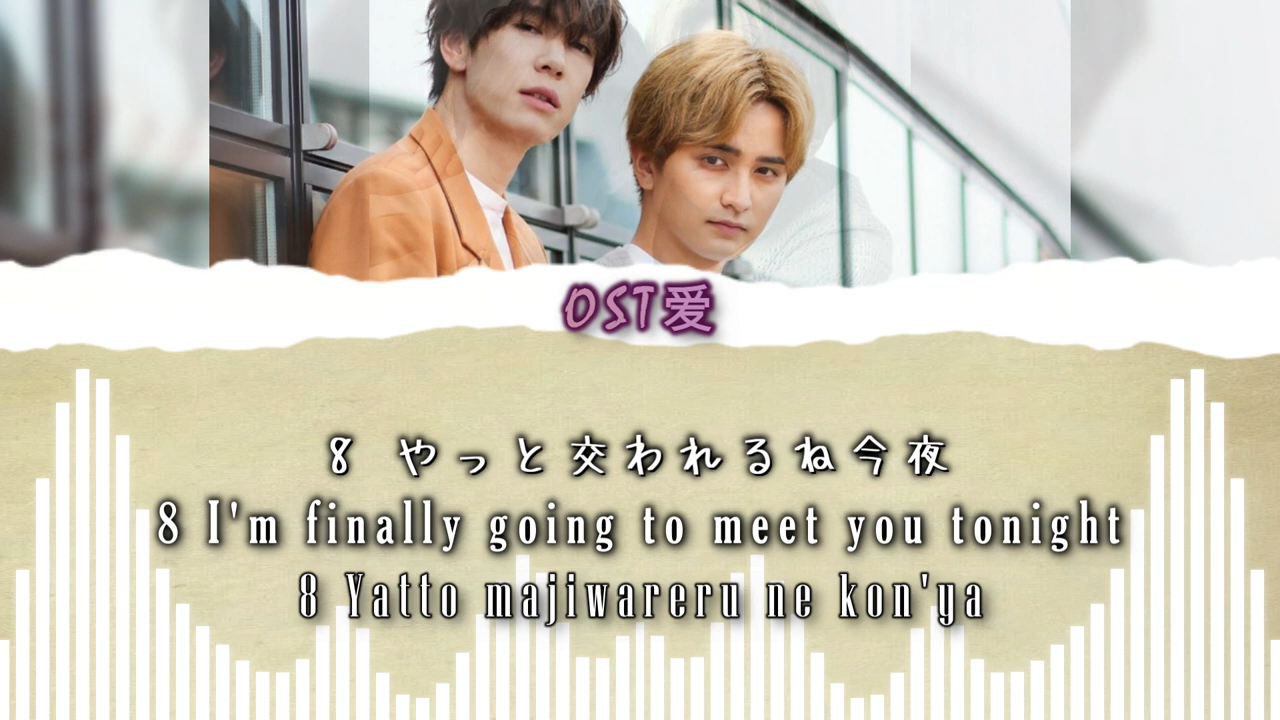 OST爱
8 やっと交われるね今夜
8 I'm finally going to meet you tonight
8 Yatto majiwareru ne kon'ya